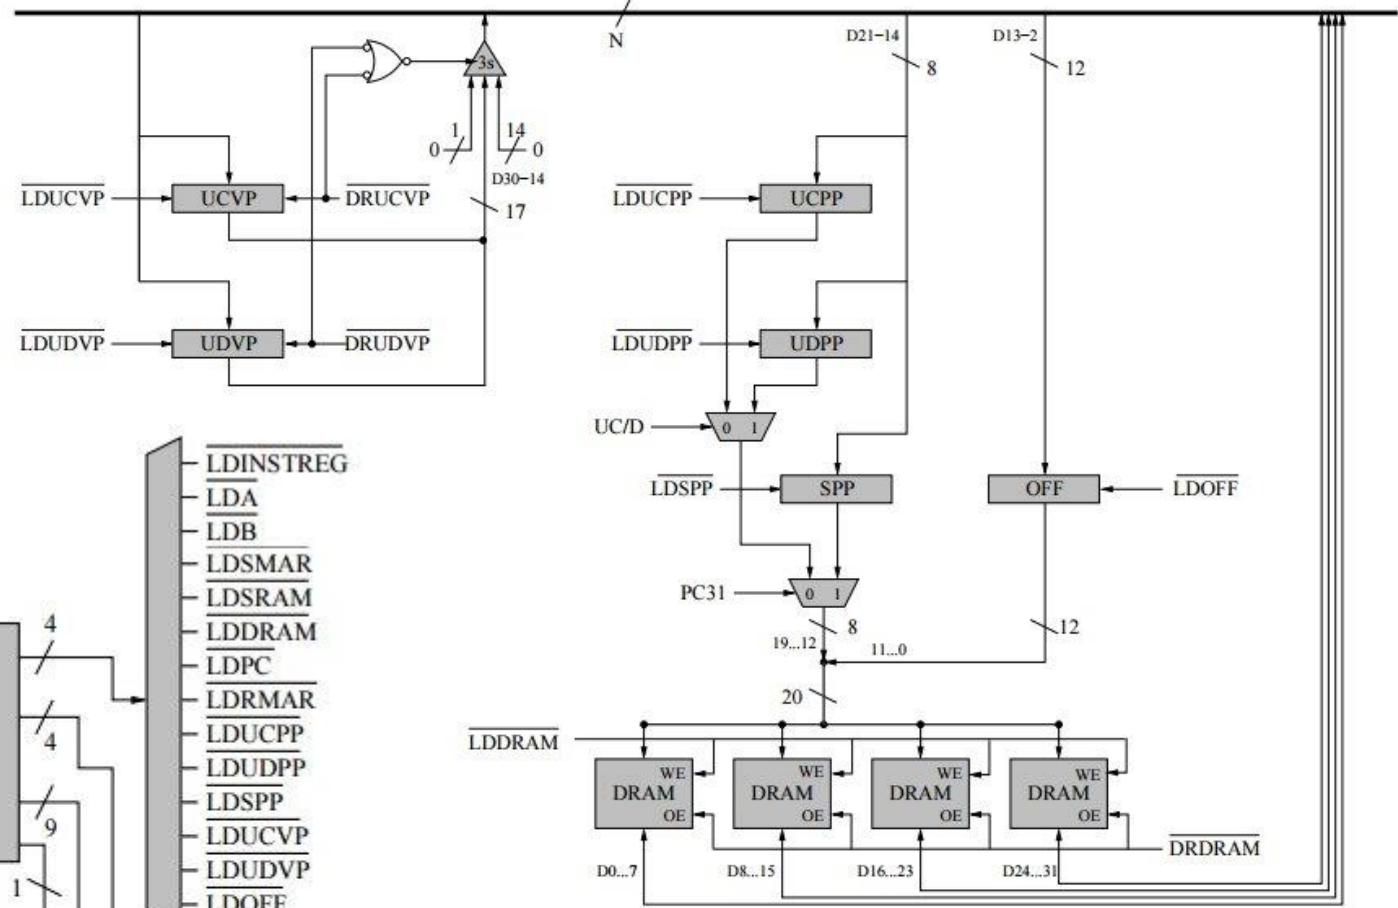 N
D21−14
D13−2
8
12
3s
1
14
0
0
D30−14
17
LDUCVP
UCVP
DRUCVP
LDUCPP
UCPP
LDUDVP
UDVP
DRUDVP
LDUDPP
UDPP
UC/D
0 1
LDSPP
SPP
OFF
LDOFF
PC31
0 1
8
12
19...12
11...0
20
LDINSTREG
LDA
LDB
LDSMAR
LDSRAM
LDDRAM
LDPC
LDRMAR
LDUCPP
LDUDPP
LDSPP
LDUCVP
LDUDVP
LDOFF
4
4
9
1
LDDRAM
WE
WE
WE
WE
DRAM
DRAM
DRAM
DRAM
OE
OE
OE
OE
DRDRAM
D0...7
D8...15
D16...23
D24...31